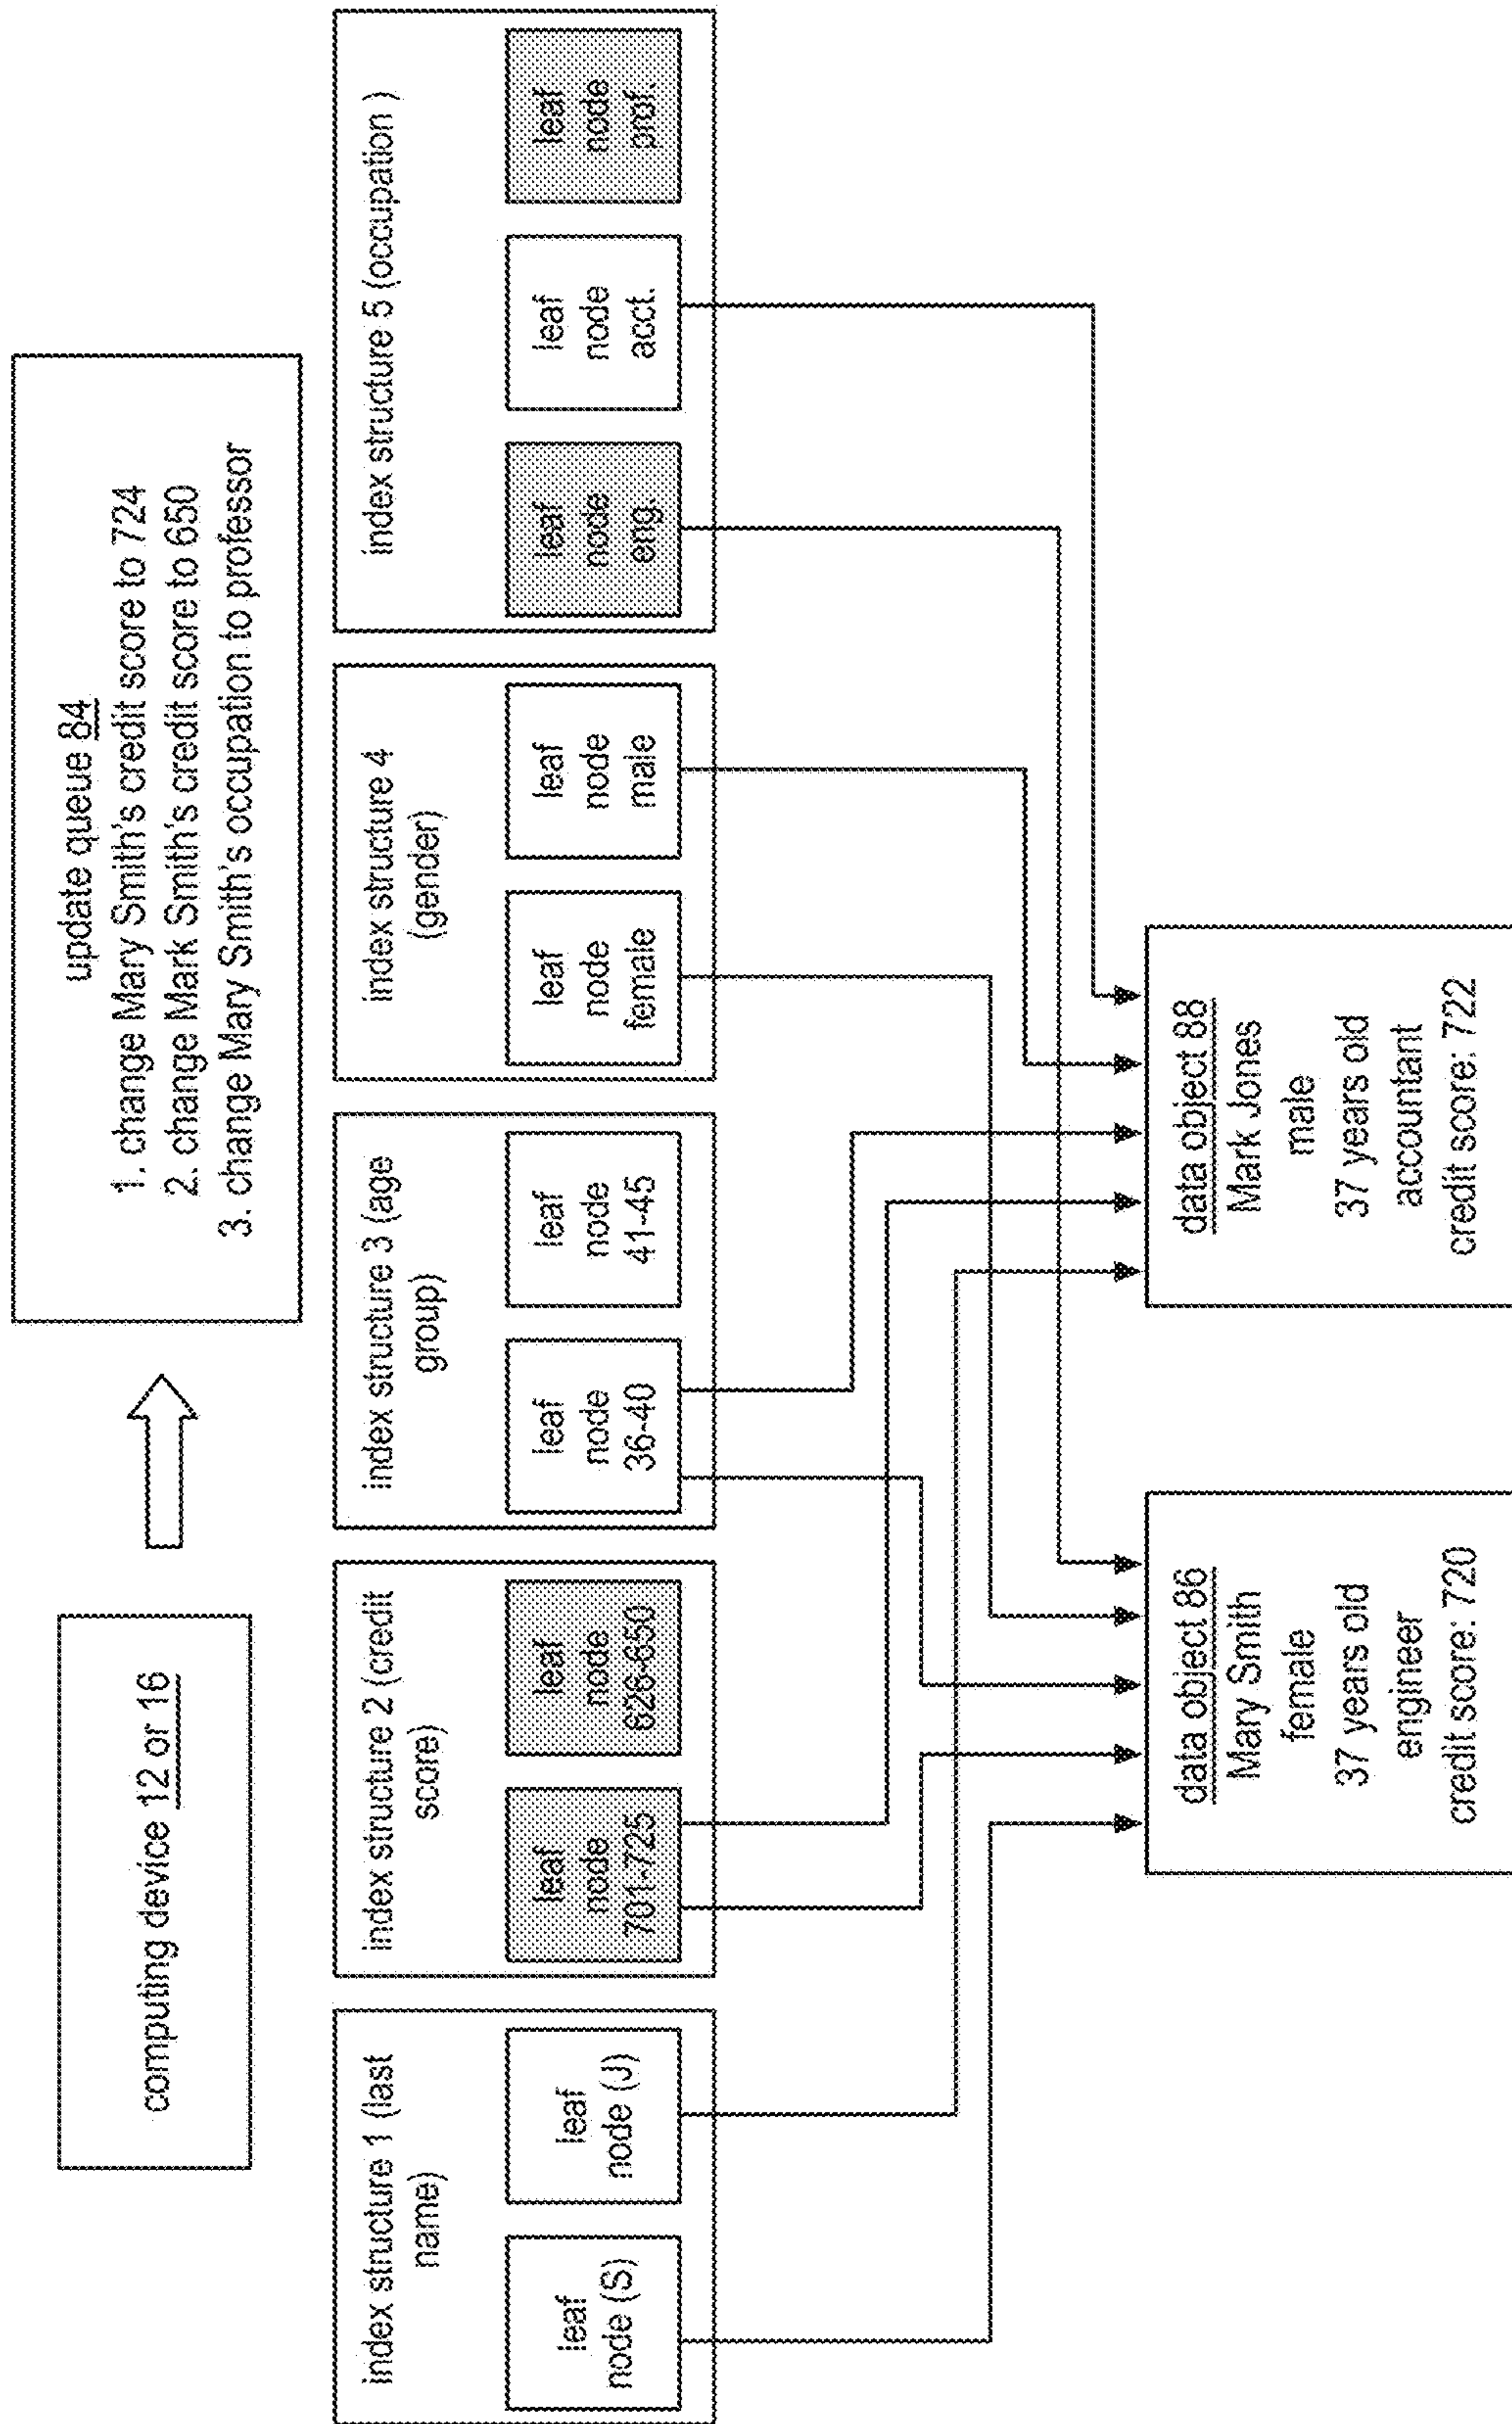 computing device 12 or 16
update queue 84
1. change Mary Smith's credit score to 724
2. change Mark Smith's credit score to 650
3. change Mary Smith's occupation to professor
index structure 1 (last
name)
leaf
node (S)
leaf
node (J)
index structure 2 (credit
score)
leaf
node
701-725
leaf
node
626-650
index structure 3 (age
group)
leaf
node
36-40
leaf
node
41-45
index structure 4
(gender)
leaf
node
female
leaf
node
male
index structure 5 (occupation )
leaf
node
eng.
leaf
node
acct.
leaf
node
prof.
data object 86
Mary Smith
female
37 years old
engineer
credit score: 720
data object 88
Mark Jones
male
37 years old
accountant
credit score: 722